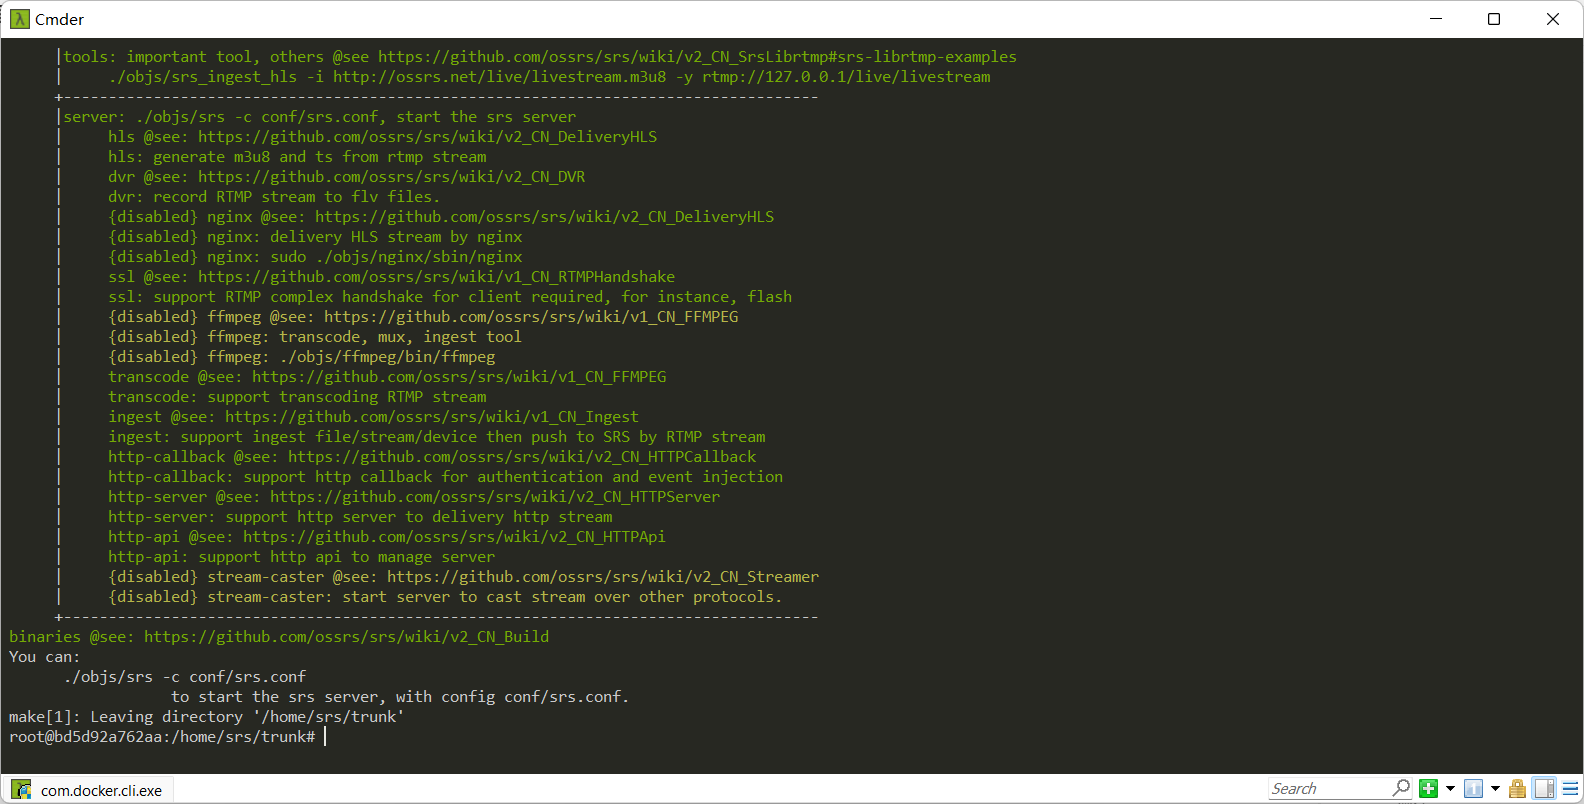 Cmder
|tools: important tool, others @see https://github.com/ossrs/srs/wiki/v2_CN_SrsLibrtmp#srs-librtmp-examples
|     ./objs/srs_ingest_hls -i http://ossrs.net/live/livestream.m3u8 -y rtmp://127.0.0.1/live/livestream
+------------------------------------------------------------------------------------
|server: ./objs/srs -c conf/srs.conf, start the srs server
|     hls @see: https://github.com/ossrs/srs/wiki/v2_CN_DeliveryHLS
|     hls: generate m3u8 and ts from rtmp stream
|     dvr @see: https://github.com/ossrs/srs/wiki/v2_CN_DVR
|     dvr: record RTMP stream to flv files.
|     {disabled} nginx @see: https://github.com/ossrs/srs/wiki/v2_CN_DeliveryHLS
|     {disabled} nginx: delivery HLS stream by nginx
|     {disabled} nginx: sudo ./objs/nginx/sbin/nginx
|     ssl @see: https://github.com/ossrs/srs/wiki/v1_CN_RTMPHandshake
|     ssl: support RTMP complex handshake for client required, for instance, flash
|     {disabled} ffmpeg @see: https://github.com/ossrs/srs/wiki/v1_CN_FFMPEG
|     {disabled} ffmpeg: transcode, mux, ingest tool
|     {disabled} ffmpeg: ./objs/ffmpeg/bin/ffmpeg
|     transcode @see: https://github.com/ossrs/srs/wiki/v1_CN_FFMPEG
|     transcode: support transcoding RTMP stream
|     ingest @see: https://github.com/ossrs/srs/wiki/v1_CN_Ingest
|     ingest: support ingest file/stream/device then push to SRS by RTMP stream
|     http-callback @see: https://github.com/ossrs/srs/wiki/v2_CN_HTTPCallback
|     http-callback: support http callback for authentication and event injection
|     http-server @see: https://github.com/ossrs/srs/wiki/v2_CN_HTTPServer
|     http-server: support http server to delivery http stream
|     http-api @see: https://github.com/ossrs/srs/wiki/v2_CN_HTTPApi
|     http-api: support http api to manage server
|     {disabled} stream-caster @see: https://github.com/ossrs/srs/wiki/v2_CN_Streamer
|     {disabled} stream-caster: start server to cast stream over other protocols.
+------------------------------------------------------------------------------------
binaries @see: https://github.com/ossrs/srs/wiki/v2_CN_Build
You can:
./objs/srs -c conf/srs.conf
to start the srs server, with config conf/srs.conf.
make[1]: Leaving directory '/home/srs/trunk'
root@bd5d92a762aa:/home/srs/trunk#
com.docker.cli.exe
Search